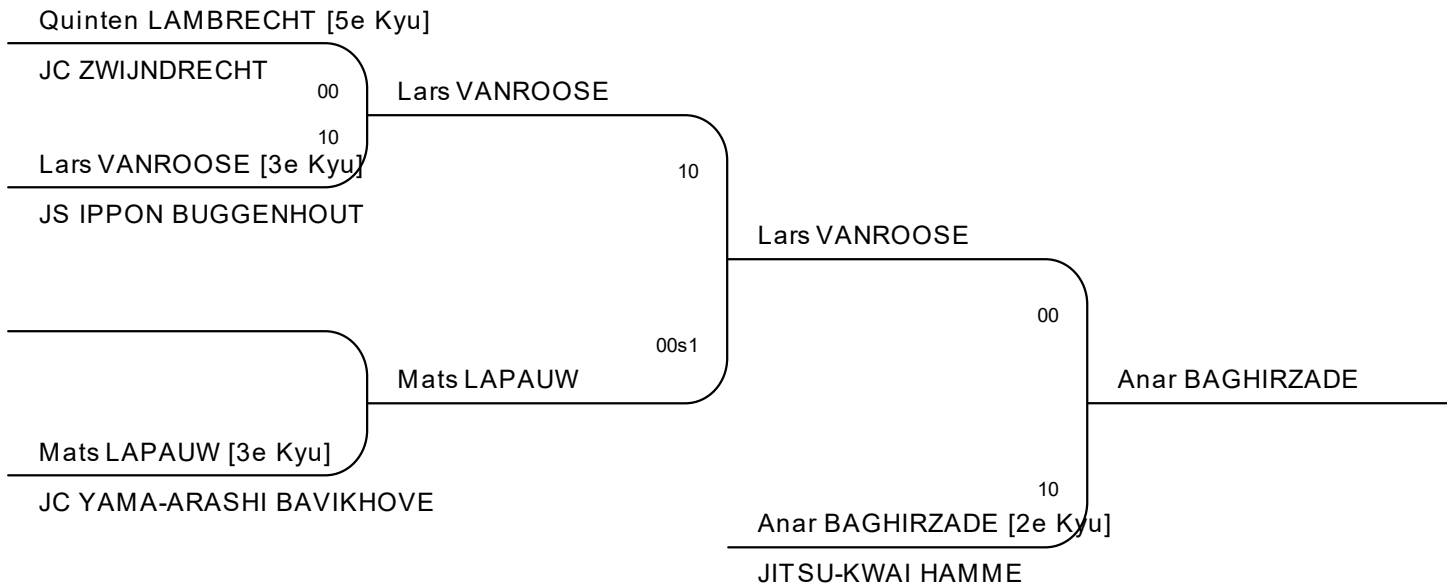 Quinten LAMBRECHT [5e Kyu]
JC ZWIJNDRECHT
00
Lars VANROOSE
10
Lars VANROOSE [3e Kyu]
10
JS IPPON BUGGENHOUT
Lars VANROOSE
00
00s1
Mats LAPAUW
Anar BAGHIRZADE
Mats LAPAUW [3e Kyu]
JC YAMA-ARASHI BAVIKHOVE
10
Anar BAGHIRZADE [2e Kyu]
JITSU-KWAI HAMME